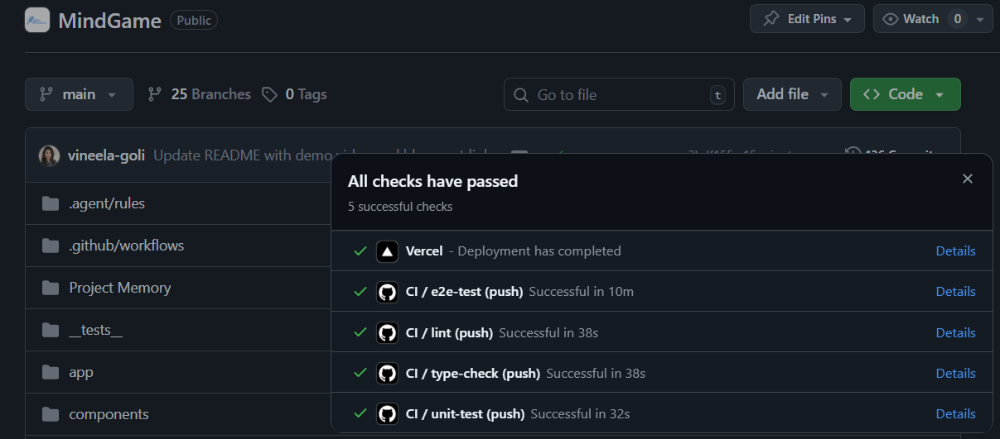 MindGame Public Edit Pins Watch 0
main 25 Branches 0 Tags Go to file t Add file Code
vineela-goli Update README with demo
All checks have passed
5 successful checks
.agent/rules
.github/workflows
Project Memory
__tests__
app
components
Vercel - Deployment has completed Details
CI / e2e-test (push) Successful in 10m Details
CI / lint (push) Successful in 38s Details
CI / type-check (push) Successful in 38s Details
CI / unit-test (push) Successful in 32s Details